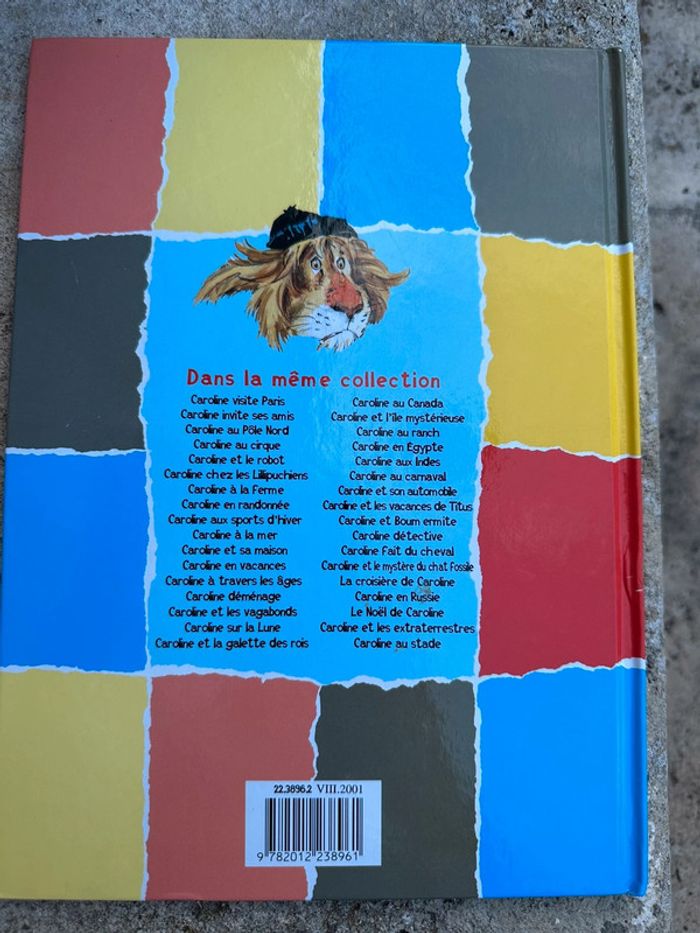 Dans la même collection
Caroline visite Paris
Caroline invite ses amis
Caroline au Pôle Nord
Caroline au cirque
Caroline et le robot
Caroline chez les Lillipuchiens
Caroline à la Ferme
Caroline en randonnée
Caroline aux sports d'hiver
Caroline à la mer
Caroline et sa maison
Caroline en vacances
Caroline à travers les âges
Caroline déménage
Caroline et les vagabonds
Caroline sur la Lune
Caroline et la galette des rois
Caroline au Canada
Caroline et l'île mystérieuse
Caroline au ranch
Caroline en Égypte
Caroline aux Indes
Caroline au carnaval
Caroline et son automobile
Caroline et les vacances de Titus
Caroline et Boum ermite
Caroline détective
Caroline Fait du cheval
Caroline et le mystère du chat Fossile
La croisière de Caroline
Caroline en Russie
Le Noël de Caroline
Caroline et les extraterrestres
Caroline au stade
22.3896.2 VIII.2001
9 782012 238961